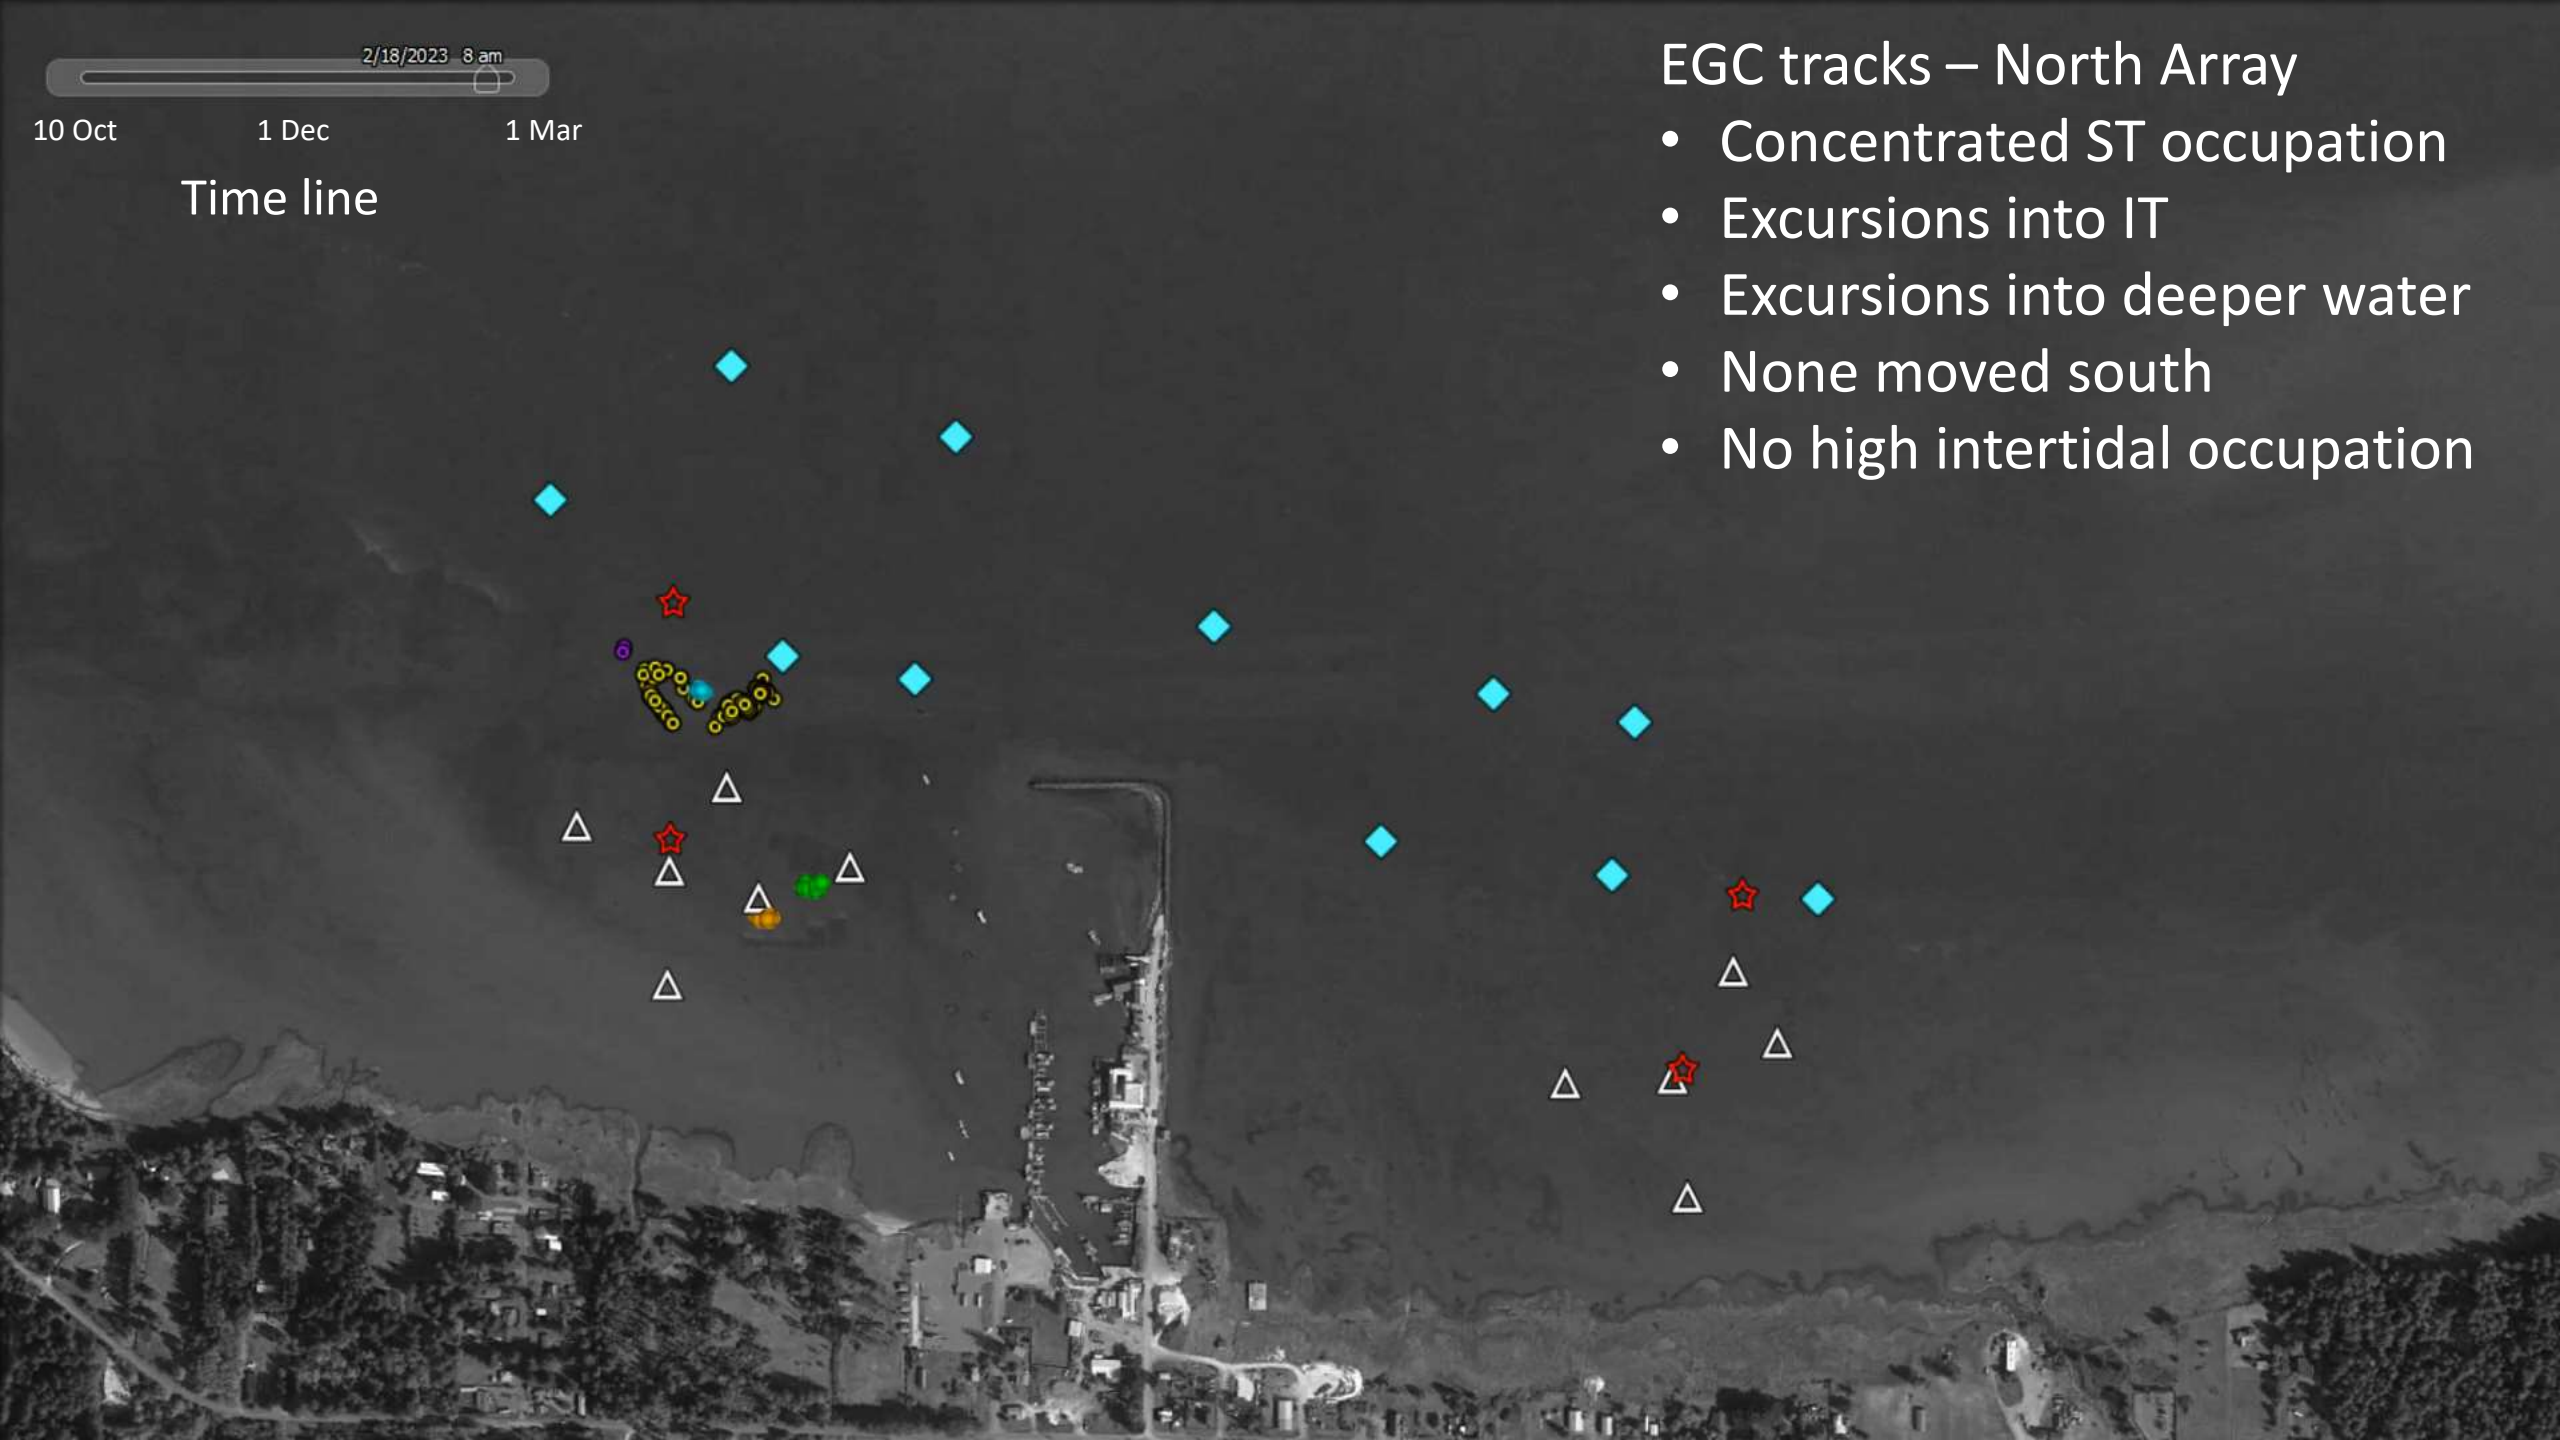 2/18/2023 8 am
10 Oct 1 Dec 1 Mar
Time line
EGC tracks – North Array
• Concentrated ST occupation
• Excursions into IT
• Excursions into deeper water
• None moved south
• No high intertidal occupation